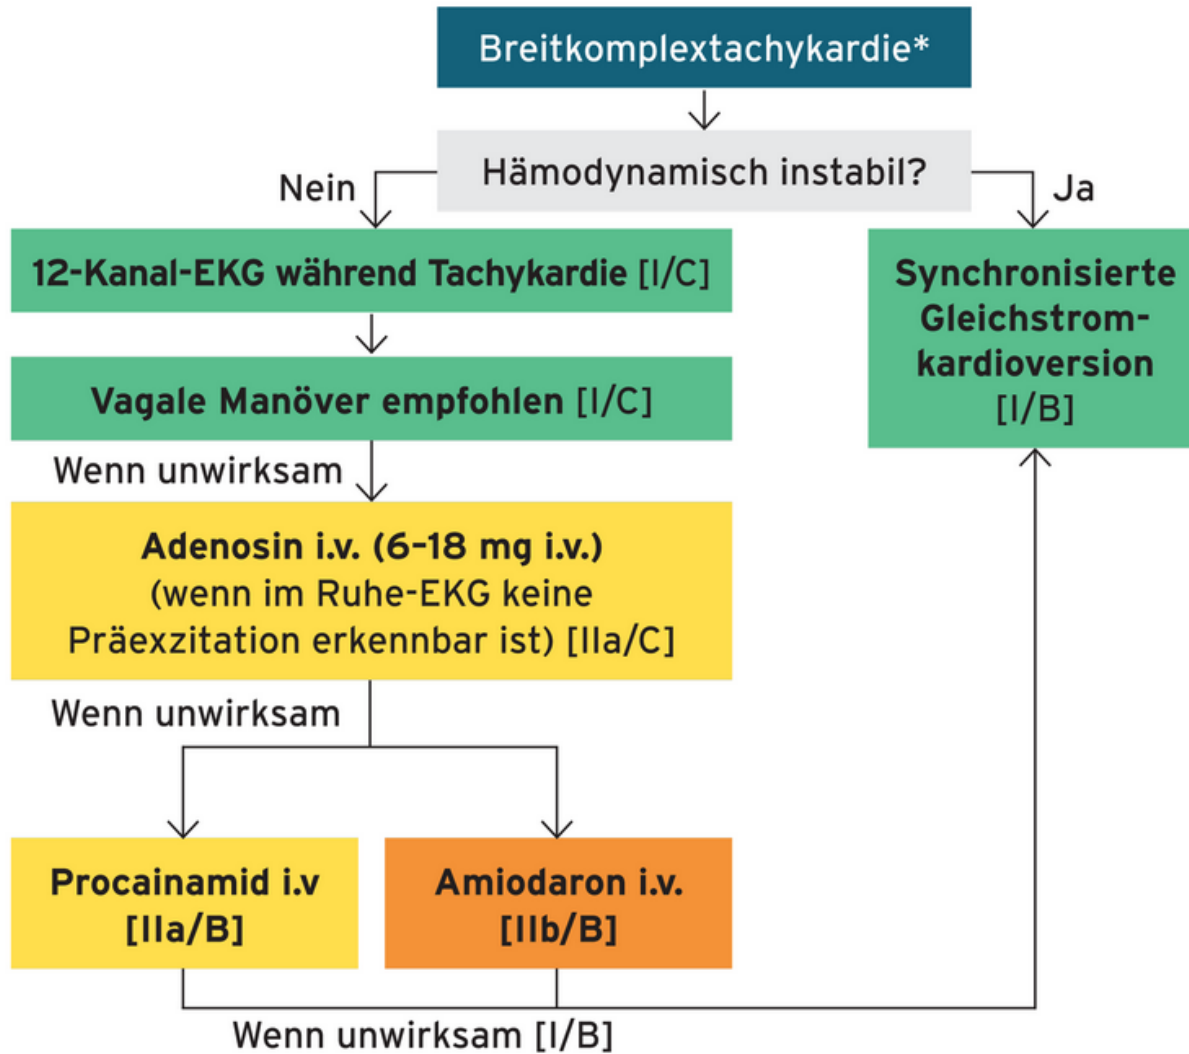 Breitkomplextachykardie*
Hämodynamisch instabil?
Nein
Ja
12-Kanal-EKG während Tachykardie [I/C]
Synchronisierte
Gleichstrom-
kardioversion
[I/B]
Vagale Manöver empfohlen [I/C]
Wenn unwirksam
Adenosin i.v. (6–18 mg i.v.)
(wenn im Ruhe-EKG keine
Präexzitation erkennbar ist) [IIa/C]
Wenn unwirksam
Procainamid i.v
[IIa/B]
Amiodaron i.v.
[IIb/B]
Wenn unwirksam [I/B]